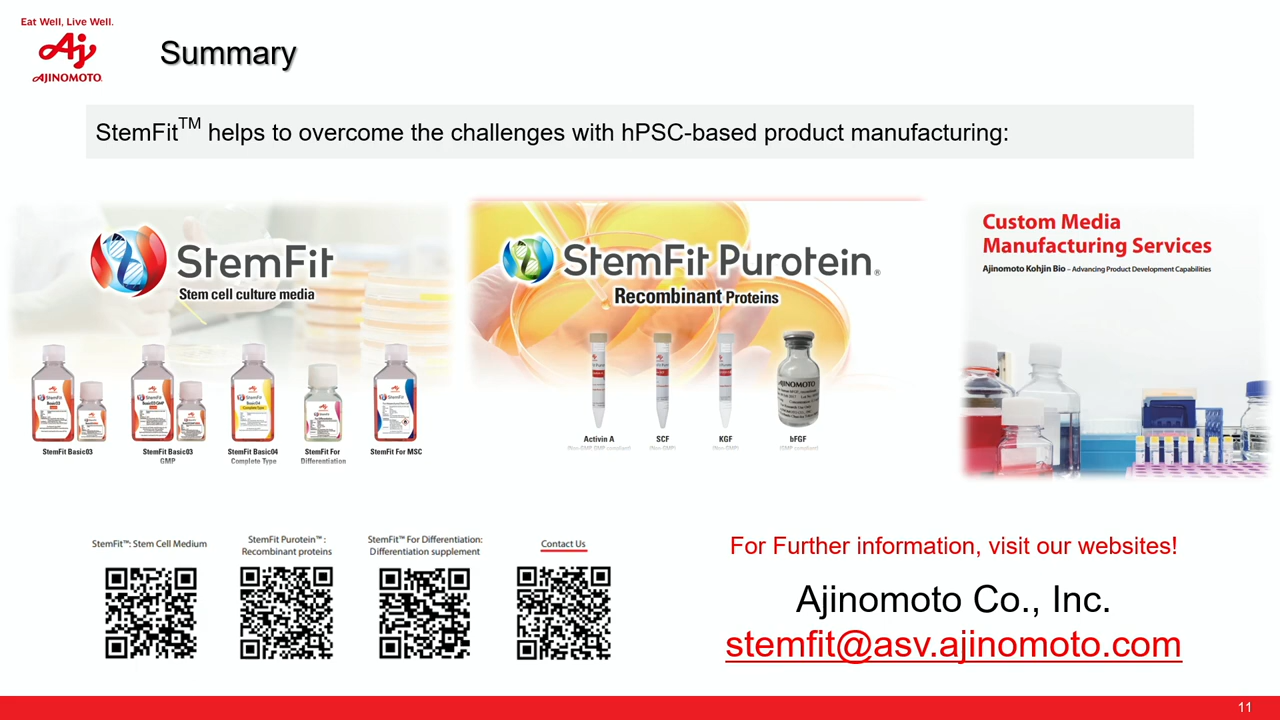 Eat Well, Live Well.
AJINOMOTO
Summary
StemFit™ helps to overcome the challenges with hPSC-based product manufacturing:
StemFit
Stem cell culture media
StemFit Basic03
StemFit Basic03
GMP
StemFit Basic04
Complete Type
StemFit For
Differentiation
StemFit For MSC
StemFit Purotein®
Recombinant Proteins
AJINOMOTO
Activin A
SCF
KGF
bFGF
Custom Media
Manufacturing Services
Ajinomoto Kohjin Bio – Advancing Product Development Capabilities
StemFit™: Stem Cell Medium
StemFit Purotein™ :
Recombinant proteins
StemFit™ For Differentiation:
Differentiation supplement
Contact Us
For Further information, visit our websites!
Ajinomoto Co., Inc.
stemfit@asv.ajinomoto.com
11